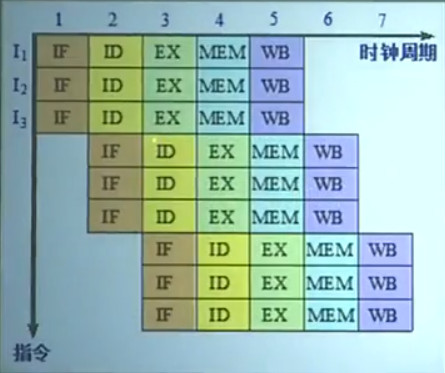 1 2 3 4 5 6 7
时钟周期
I1 IF ID EX MEM WB
I2 IF ID EX MEM WB
I3 IF ID EX MEM WB
IF ID EX MEM WB
IF ID EX MEM WB
IF ID EX MEM WB
IF ID EX MEM WB
IF ID EX MEM WB
IF ID EX MEM WB
指令